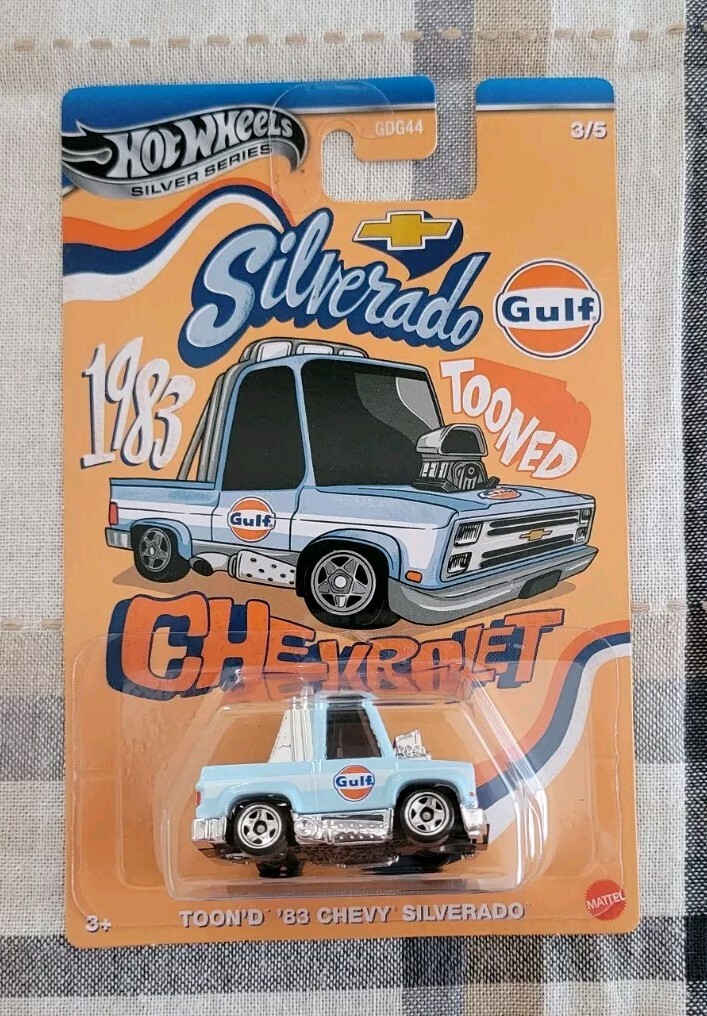 HOT WHEELS
SILVER SERIES
GDG44
3/5
Silverado
Gulf
1983
TOONED
Gulf
CHEVROLET
Gulf
3+
TOON'D '83 CHEVY SILVERADO
MATTEL